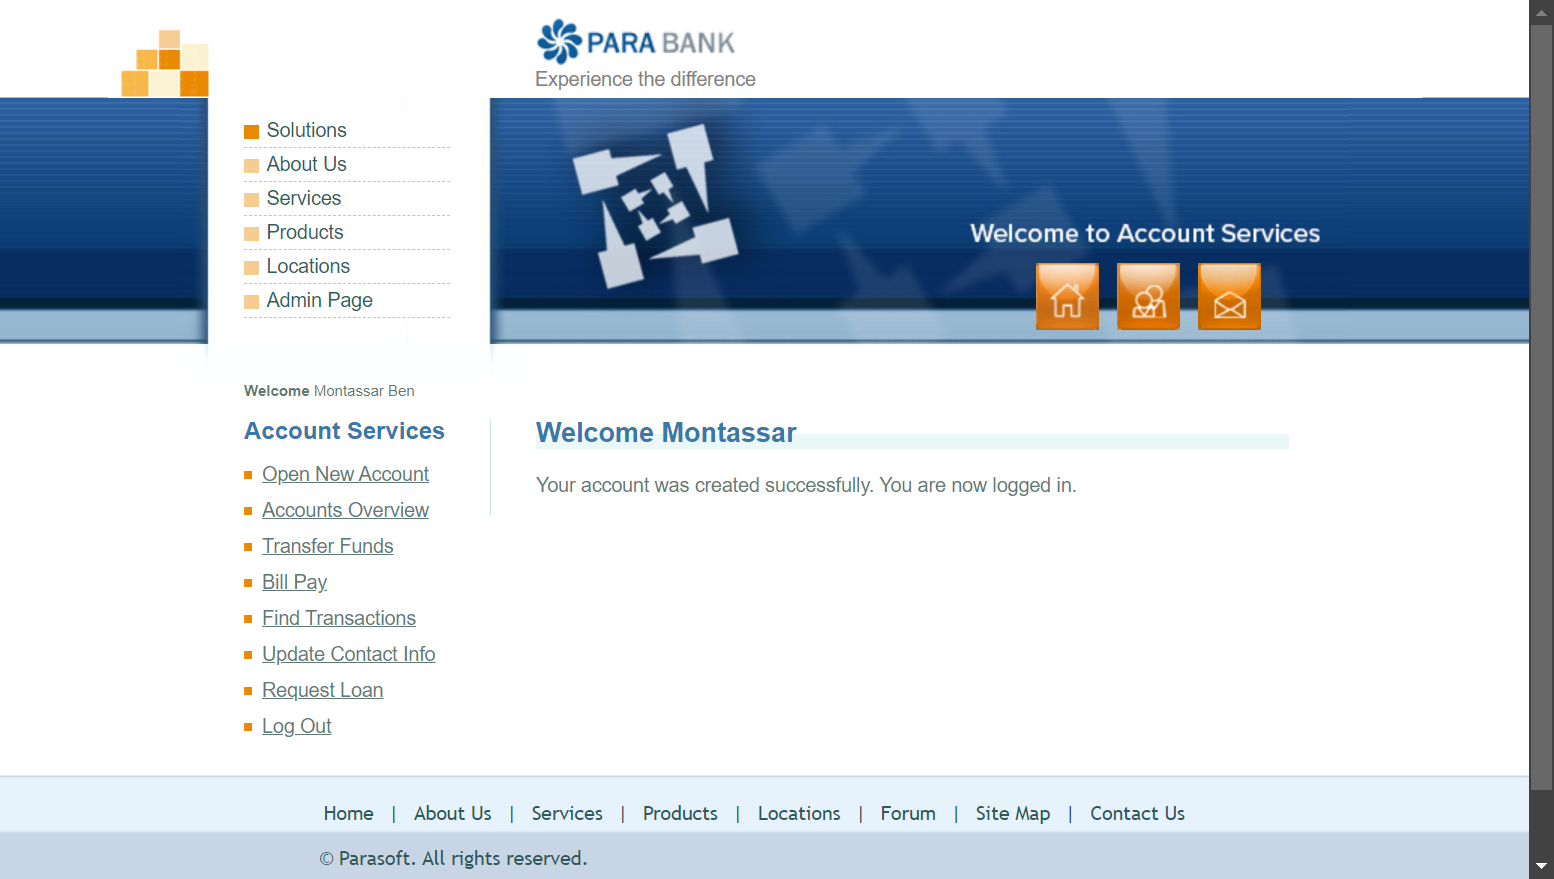 PARA BANK
Experience the difference
Solutions
About Us
Services
Products
Locations
Admin Page
Welcome to Account Services
Welcome Montassar Ben
Account Services
Open New Account
Accounts Overview
Transfer Funds
Bill Pay
Find Transactions
Update Contact Info
Request Loan
Log Out
Welcome Montassar
Your account was created successfully. You are now logged in.
Home | About Us | Services | Products | Locations | Forum | Site Map | Contact Us
© Parasoft. All rights reserved.